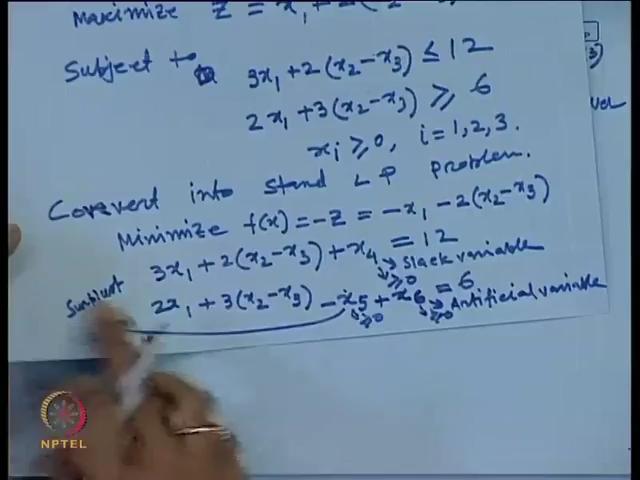 Maximize Z = x₁ + 2(x₂
Subject to 3x₁ + 2(x₂-x₃) ≤ 12
2x₁ + 3(x₂-x₃) ≥ 6
xᵢ ≥ 0, i = 1,2,3.
Convert into stand LP problem.
Minimize f(x) = -Z = -x₁ - 2(x₂-x₃)
3x₁ + 2(x₂-x₃) + x₄ = 12
→ Slack variable
≥0
2x₁ + 3(x₂-x₃) - x₅ + x₆ = 6
→ Artificial variable
≥0 ≥0
NPTEL